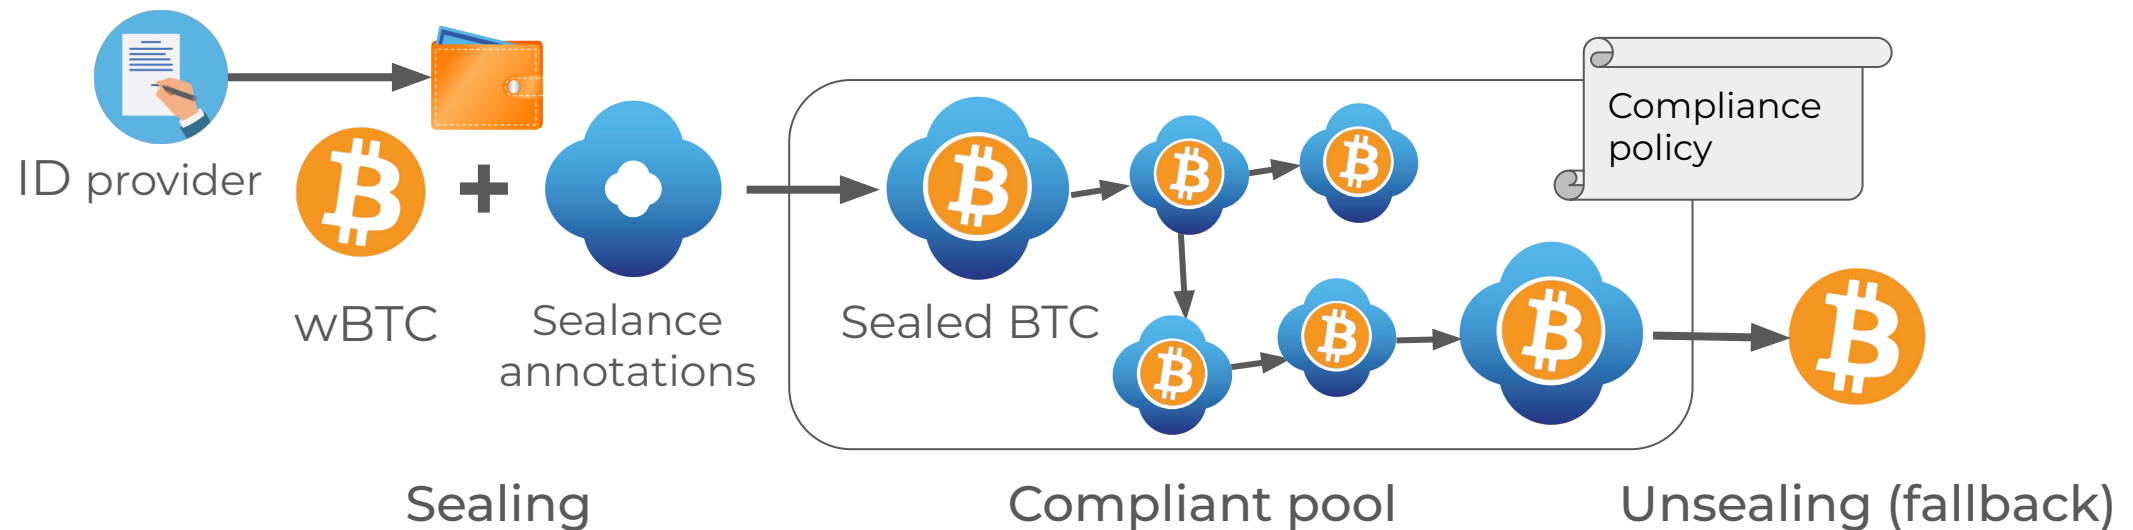 ID provider
wBTC
Sealance
annotations
Sealed BTC
Compliance
policy
Sealing
Compliant pool
Unsealing (fallback)